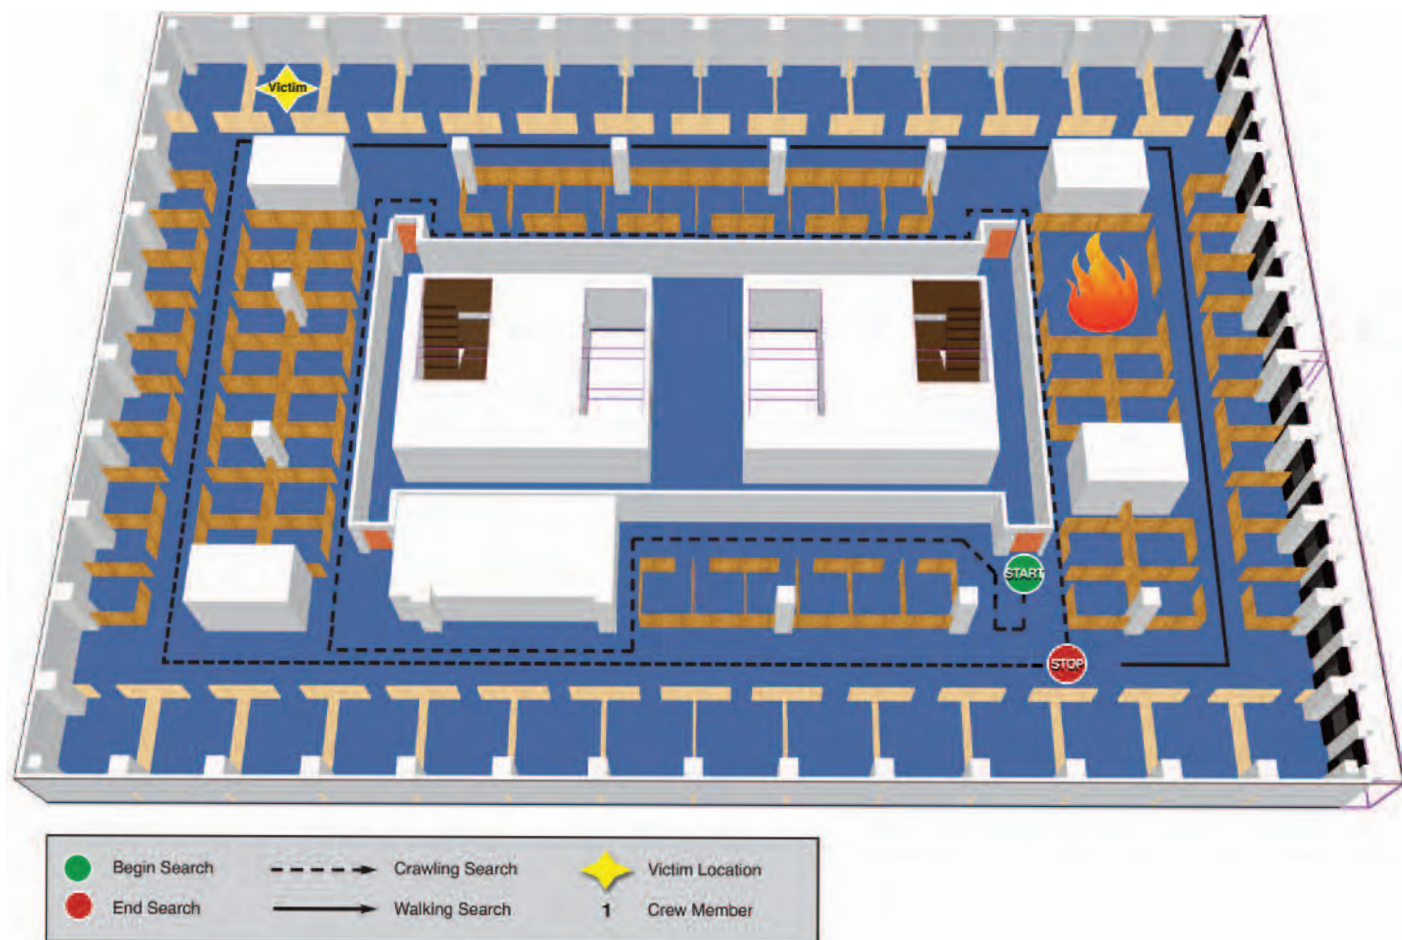 Victim
START
STOP
Begin Search
Crawling Search
Victim Location
End Search
Walking Search
1 Crew Member